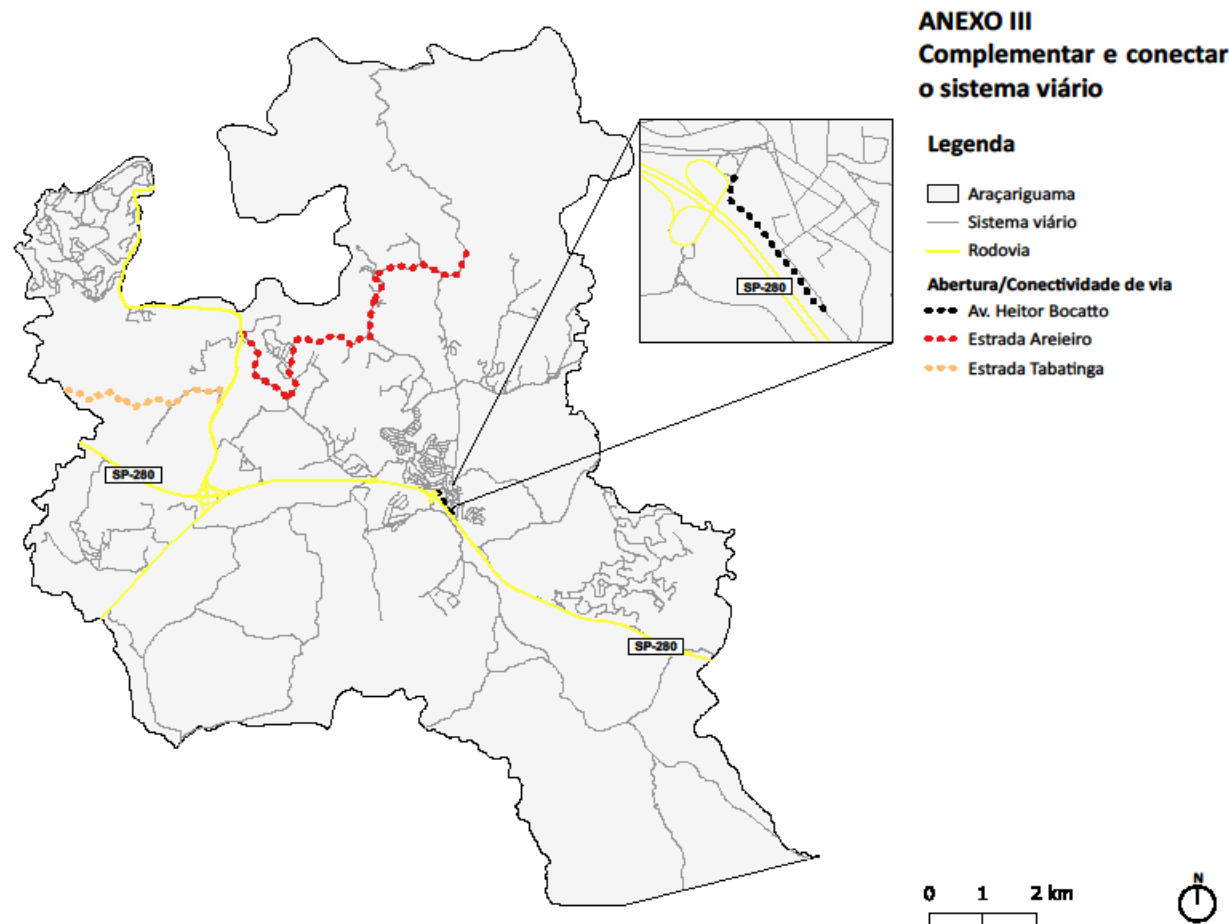 ANEXO III
Complementar e conectar
o sistema viário
Legenda
Araçariguama
Sistema viário
Rodovia
Abertura/Conectividade de via
Av. Heitor Bocatto
Estrada Areieiro
Estrada Tabatinga
SP-280
SP-280
SP-280
0 1 2 km
N